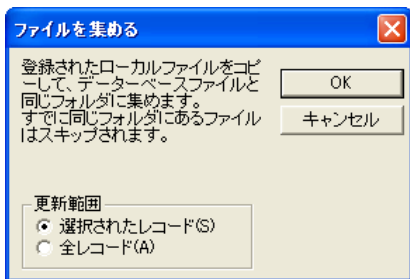 ファイルを集める
登録されたローカルファイルをコピ
ーして、データーベースファイルと
同じフォルダに集めます。
すでに同じフォルダにあるファイル
はスキップされます。
OK
キャンセル
更新範囲
選択されたレコード(S)
全レコード(A)